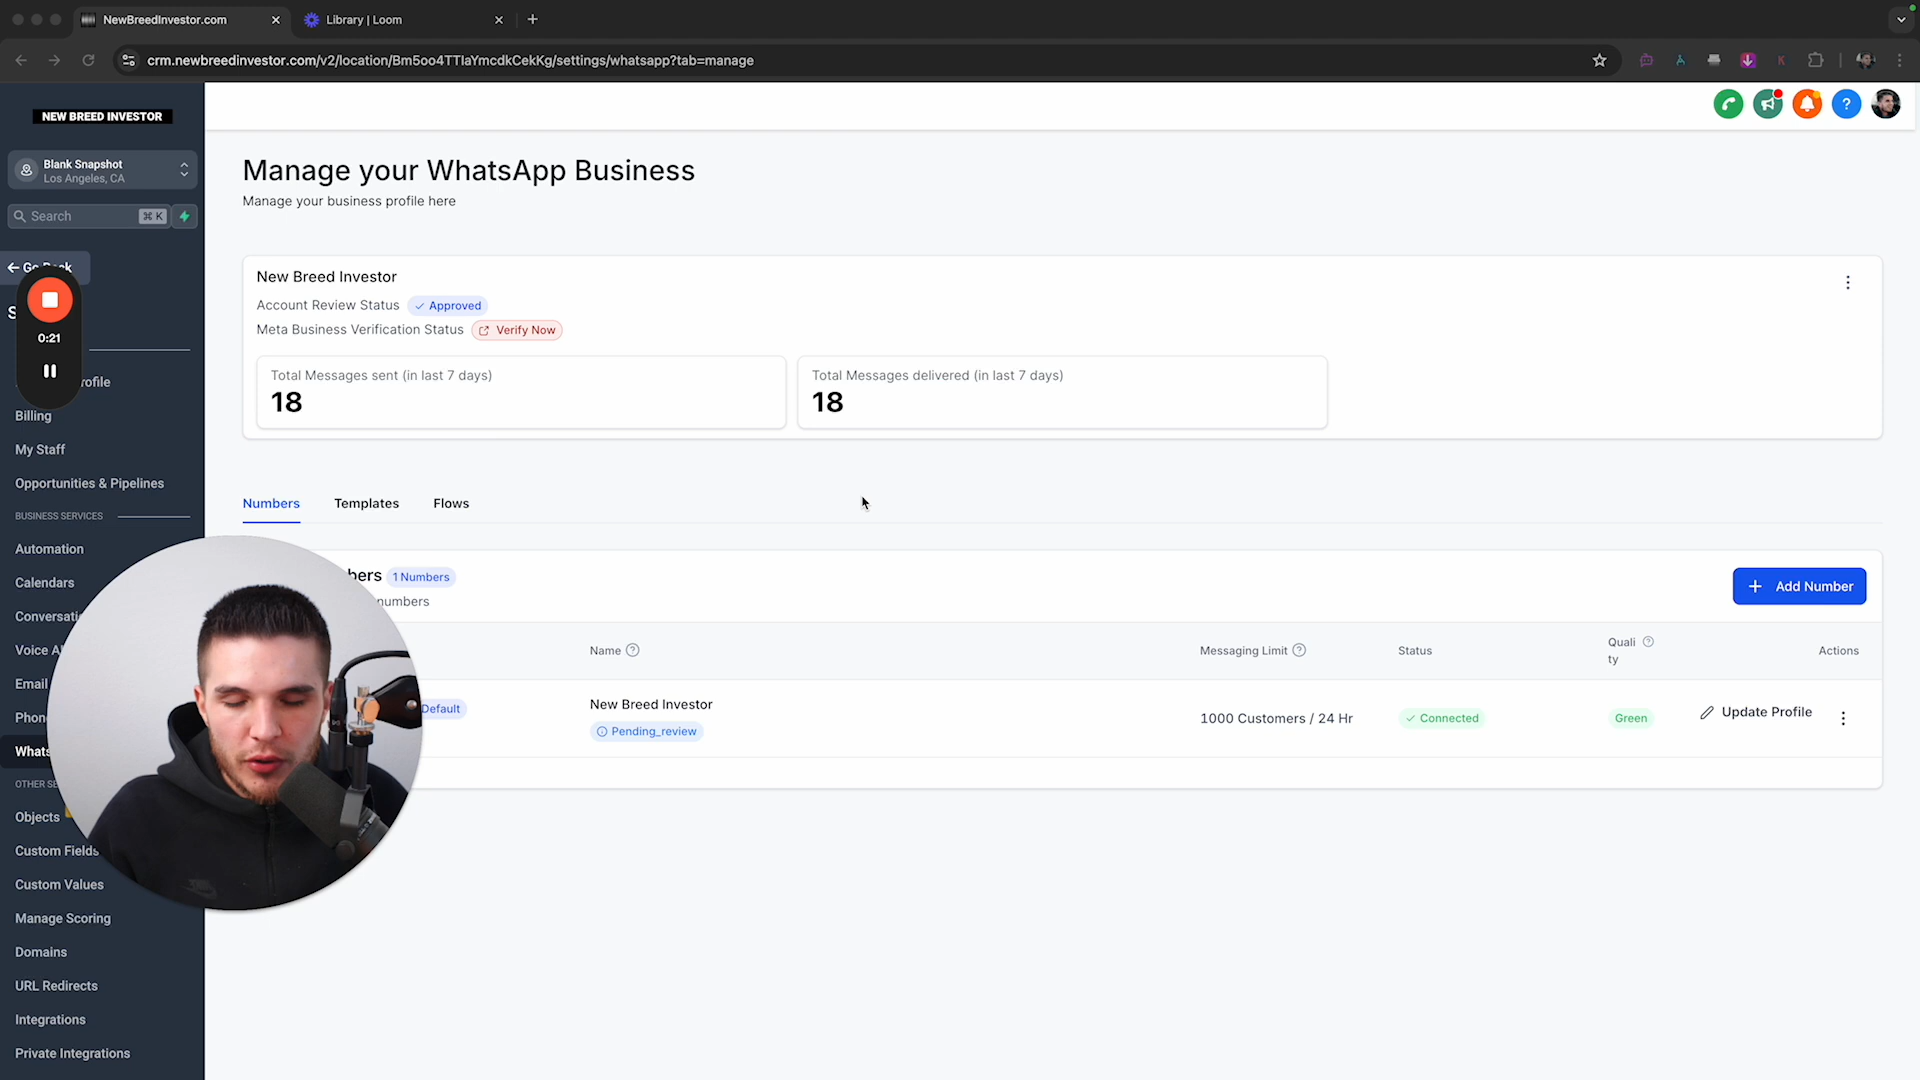 NewBreedInvestor.com
Library | Loom
crm.newbreedinvestor.com/v2/location/Bm5oo4TTIaYmcdkCekKg/settings/whatsapp?tab=manage
NEW BREED INVESTOR
Blank Snapshot
Los Angeles, CA
Search
⌘ K
0:21
Billing
My Staff
Opportunities & Pipelines
BUSINESS SERVICES
Automation
Calendars
Email
Objects
Custom Fields
Custom Values
Manage Scoring
Domains
URL Redirects
Integrations
Private Integrations
Manage your WhatsApp Business
Manage your business profile here
New Breed Investor
Account Review Status
Approved
Meta Business Verification Status
Verify Now
Total Messages sent (in last 7 days)
18
Total Messages delivered (in last 7 days)
18
Numbers
Templates
Flows
1 Numbers
numbers
Add Number
Name
Messaging Limit
Status
Quali
ty
Actions
Default
New Breed Investor
Pending_review
1000 Customers / 24 Hr
Connected
Green
Update Profile